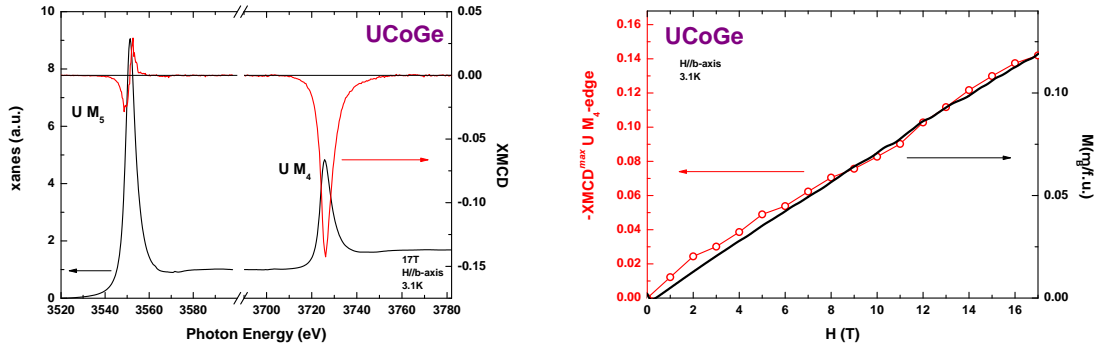 10
8
6
4
2
0
xanes (a.u.)
UCoGe
U M5
U M4
17T
H//b-axis
3.1K
0.05
0.00
-0.05
-0.10
-0.15
XMCD
3520 3540 3560 3580 3700 3720 3740 3760 3780
Photon Energy (eV)
0.16
0.14
0.12
0.10
0.08
0.06
0.04
0.02
0.00
-XMCD^max U M4-edge
UCoGe
H//b-axis
3.1K
0.10
0.05
0.00
M(mB/f.u.)
0 2 4 6 8 10 12 14 16
H (T)